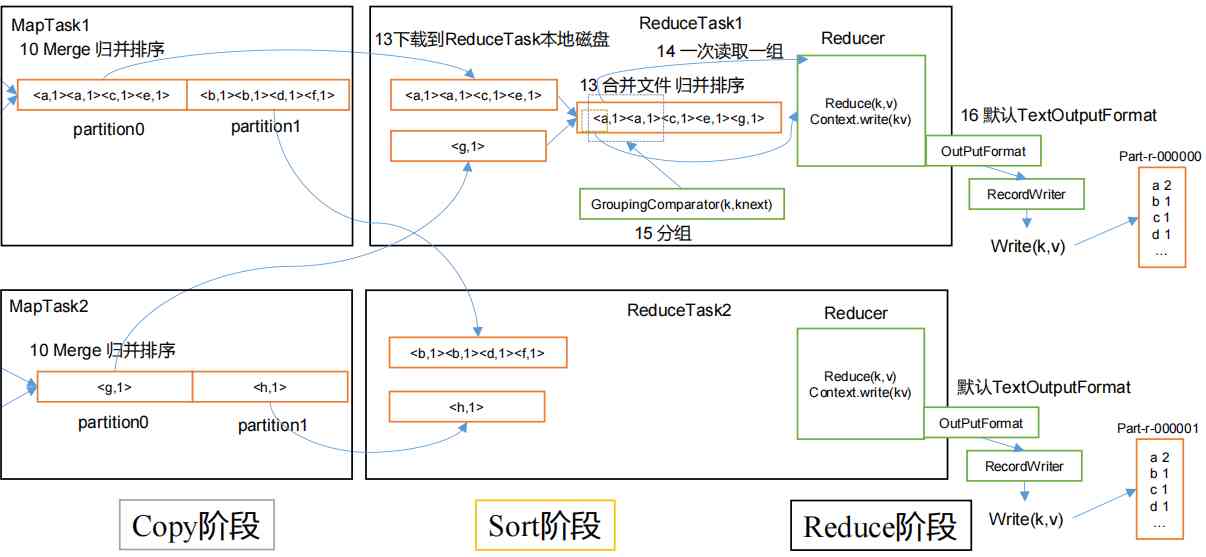 MapTask1
10 Merge 归并排序
<a,1><a,1><c,1><e,1>
<b,1><b,1><d,1><f,1>
partition0
partition1
ReduceTask1
13下载到ReduceTask本地磁盘
<a,1><a,1><c,1><e,1>
<g,1>
14 一次读取一组
13 合并文件 归并排序
<a,1><a,1><c,1><e,1><g,1>
GroupingComparator(k,knext)
15 分组
Reducer
Reduce(k,v)
Context.write(kv)
16 默认TextOutputFormat
OutPutFormat
RecordWriter
Write(k,v)
Part-r-000000
a 2
b 1
c 1
d 1
...
MapTask2
10 Merge 归并排序
<g,1>
<h,1>
partition0
partition1
ReduceTask2
<b,1><b,1><d,1><f,1>
<h,1>
Reducer
Reduce(k,v)
Context.write(kv)
默认TextOutputFormat
OutPutFormat
RecordWriter
Write(k,v)
Part-r-000001
a 2
b 1
c 1
d 1
...
Copy阶段
Sort阶段
Reduce阶段